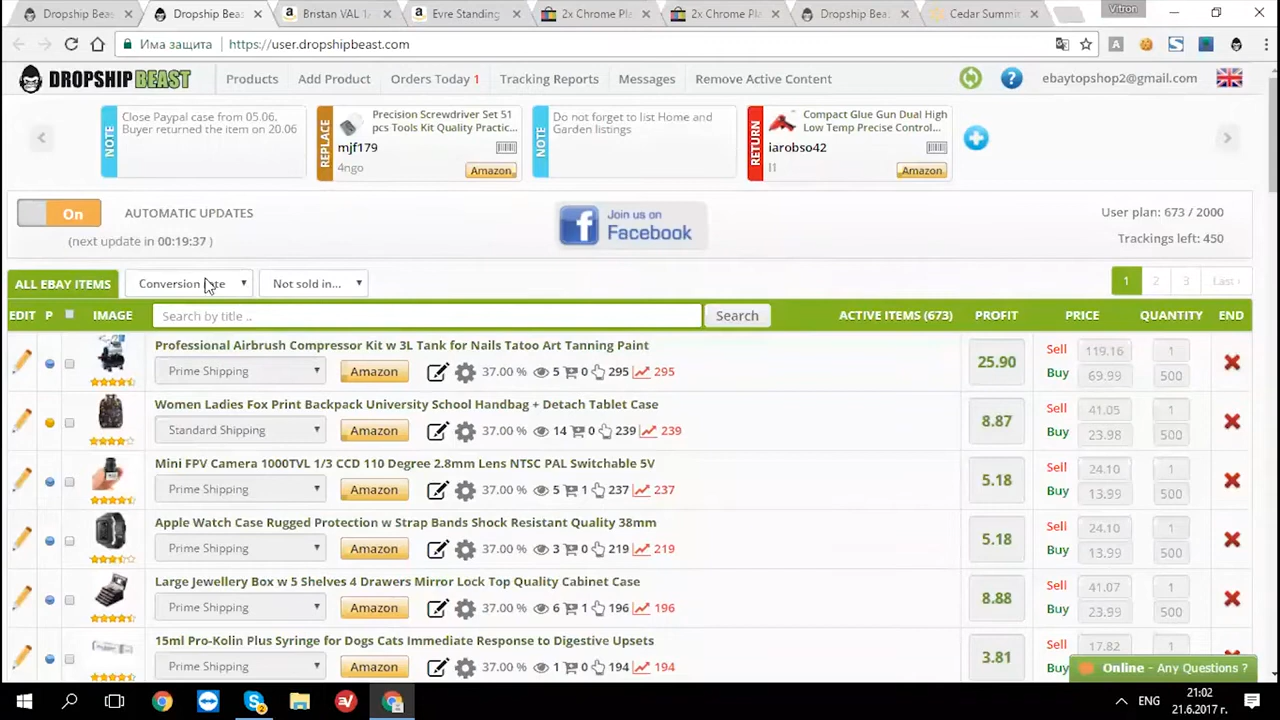 Dropship Bea
Dropship Bea
Bristan VAL 1/
Evre Standing
2x Chrome Pla
2x Chrome Pla
Dropship Bea
Cedar Summi
Vitron
Има защита https://user.dropshipbeast.com
DROPSHIP BEAST Products Add Product Orders Today 1 Tracking Reports Messages Remove Active Content ? ebaytopshop2@gmail.com
NOTE
Close Paypal case from 05.06.
Buyer returned the item on 20.06
REPLACE
Precision Screwdriver Set 51
pcs Tools Kit Quality Practic...
mjf179
4ngo Amazon
NOTE
Do not forget to list Home and
Garden listings
RETURN
Compact Glue Gun Dual High
Low Temp Precise Control...
iarobso42
l1 Amazon
On AUTOMATIC UPDATES
(next update in 00:19:37 )
Join us on
Facebook
User plan: 673 / 2000
Trackings left: 450
ALL EBAY ITEMS Not sold in... 1 2 3 Last ›
EDIT P IMAGE Search by title .. Search ACTIVE ITEMS (673) PROFIT PRICE QUANTITY END
Professional Airbrush Compressor Kit w 3L Tank for Nails Tatoo Art Tanning Paint
Prime Shipping Amazon 37.00 % 5 0 295 295
25.90
Sell 119.16 1
Buy 69.99 500
Women Ladies Fox Print Backpack University School Handbag + Detach Tablet Case
Standard Shipping Amazon 37.00 % 14 0 239 239
8.87
Sell 41.05 1
Buy 23.98 500
Mini FPV Camera 1000TVL 1/3 CCD 110 Degree 2.8mm Lens NTSC PAL Switchable 5V
Prime Shipping Amazon 37.00 % 5 1 237 237
5.18
Sell 24.10 1
Buy 13.99 500
Apple Watch Case Rugged Protection w Strap Bands Shock Resistant Quality 38mm
Prime Shipping Amazon 37.00 % 3 0 219 219
5.18
Sell 24.10 1
Buy 13.99 500
Large Jewellery Box w 5 Shelves 4 Drawers Mirror Lock Top Quality Cabinet Case
Prime Shipping Amazon 37.00 % 6 1 196 196
8.88
Sell 41.07 1
Buy 23.99 500
15ml Pro-Kolin Plus Syringe for Dogs Cats Immediate Response to Digestive Upsets
Prime Shipping Amazon 37.00 % 1 0 194 194
3.81
Sell 17.82 1
Buy
Online - Any Questions ?
ENG
21:02
21.6.2017 г.